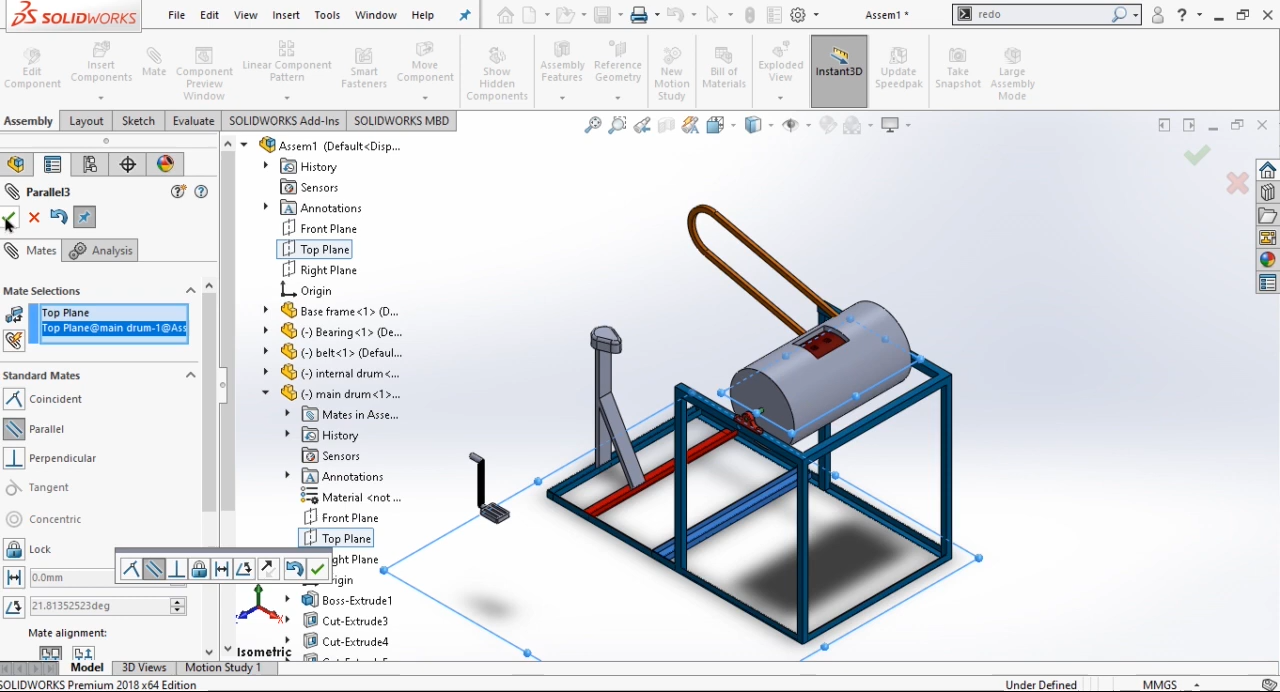 SOLIDWORKS
File Edit View Insert Tools Window Help
Assem1 *
redo
?
Edit Component
Insert Components
Mate
Component Preview Window
Linear Component Pattern
Smart Fasteners
Move Component
Show Hidden Components
Assembly Features
Reference Geometry
New Motion Study
Bill of Materials
Exploded View
Instant3D
Update Speedpak
Take Snapshot
Large Assembly Mode
Assembly Layout Sketch Evaluate SOLIDWORKS Add-Ins SOLIDWORKS MBD
Parallel3
Mates Analysis
Mate Selections
Top Plane
Top Plane@main drum-1@Ass
Standard Mates
Coincident
Parallel
Perpendicular
Tangent
Concentric
Lock
0.0mm
21.81352523deg
Mate alignment:
Assem1 (Default<Disp...
History
Sensors
Annotations
Front Plane
Top Plane
Right Plane
Origin
Base frame<1> (D...
(-) Bearing<1> (De...
(-) belt<1> (Defaul...
(-) internal drum<...
(-) main drum<1>...
Mates in Asse...
History
Sensors
Annotations
Material <not ...
Front Plane
Top Plane
ght Plane
igin
Boss-Extrude1
Cut-Extrude3
Cut-Extrude4
*Isometric
Model 3D Views Motion Study 1
SOLIDWORKS Premium 2018 x64 Edition
Under Defined
MMGS